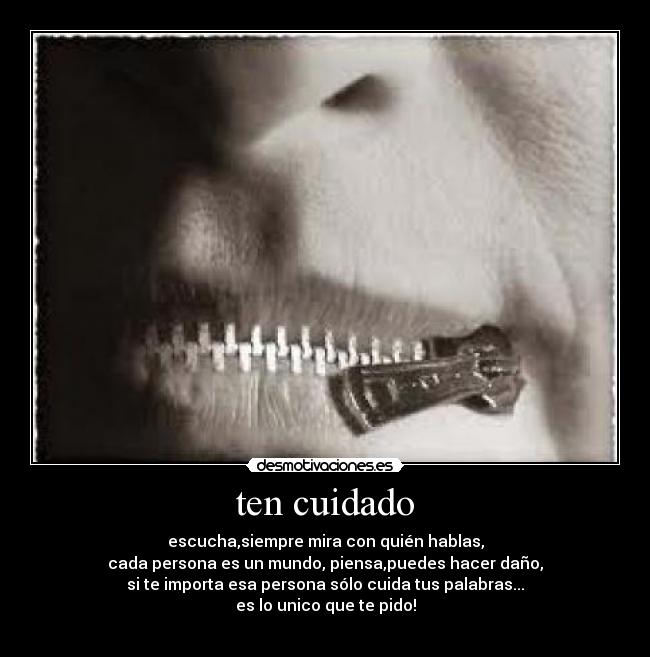 desmotivaciones.es
ten cuidado
escucha,siempre mira con quién hablas,
cada persona es un mundo, piensa,puedes hacer daño,
si te importa esa persona sólo cuida tus palabras...
es lo unico que te pido!